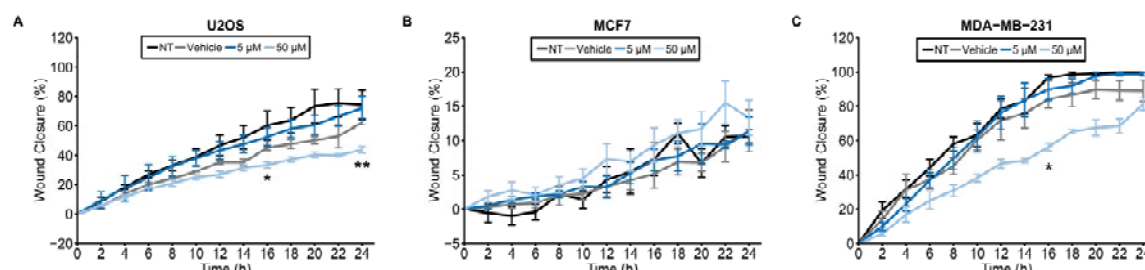 A
U2OS
NT Vehicle 5 µM 50 µM
Wound Closure (%)
120
100
80
60
40
20
0
−20
* **
0 2 4 6 8 10 12 14 16 18 20 22 24
Time (h)
B
MCF7
NT Vehicle 5 µM 50 µM
Wound Closure (%)
25
20
15
10
5
0
−5
0 2 4 6 8 10 12 14 16 18 20 22 24
Time (h)
C
MDA−MB−231
NT Vehicle 5 µM 50 µM
Wound Closure (%)
120
100
80
60
40
20
0
*
0 2 4 6 8 10 12 14 16 18 20 22 24
Time (h)